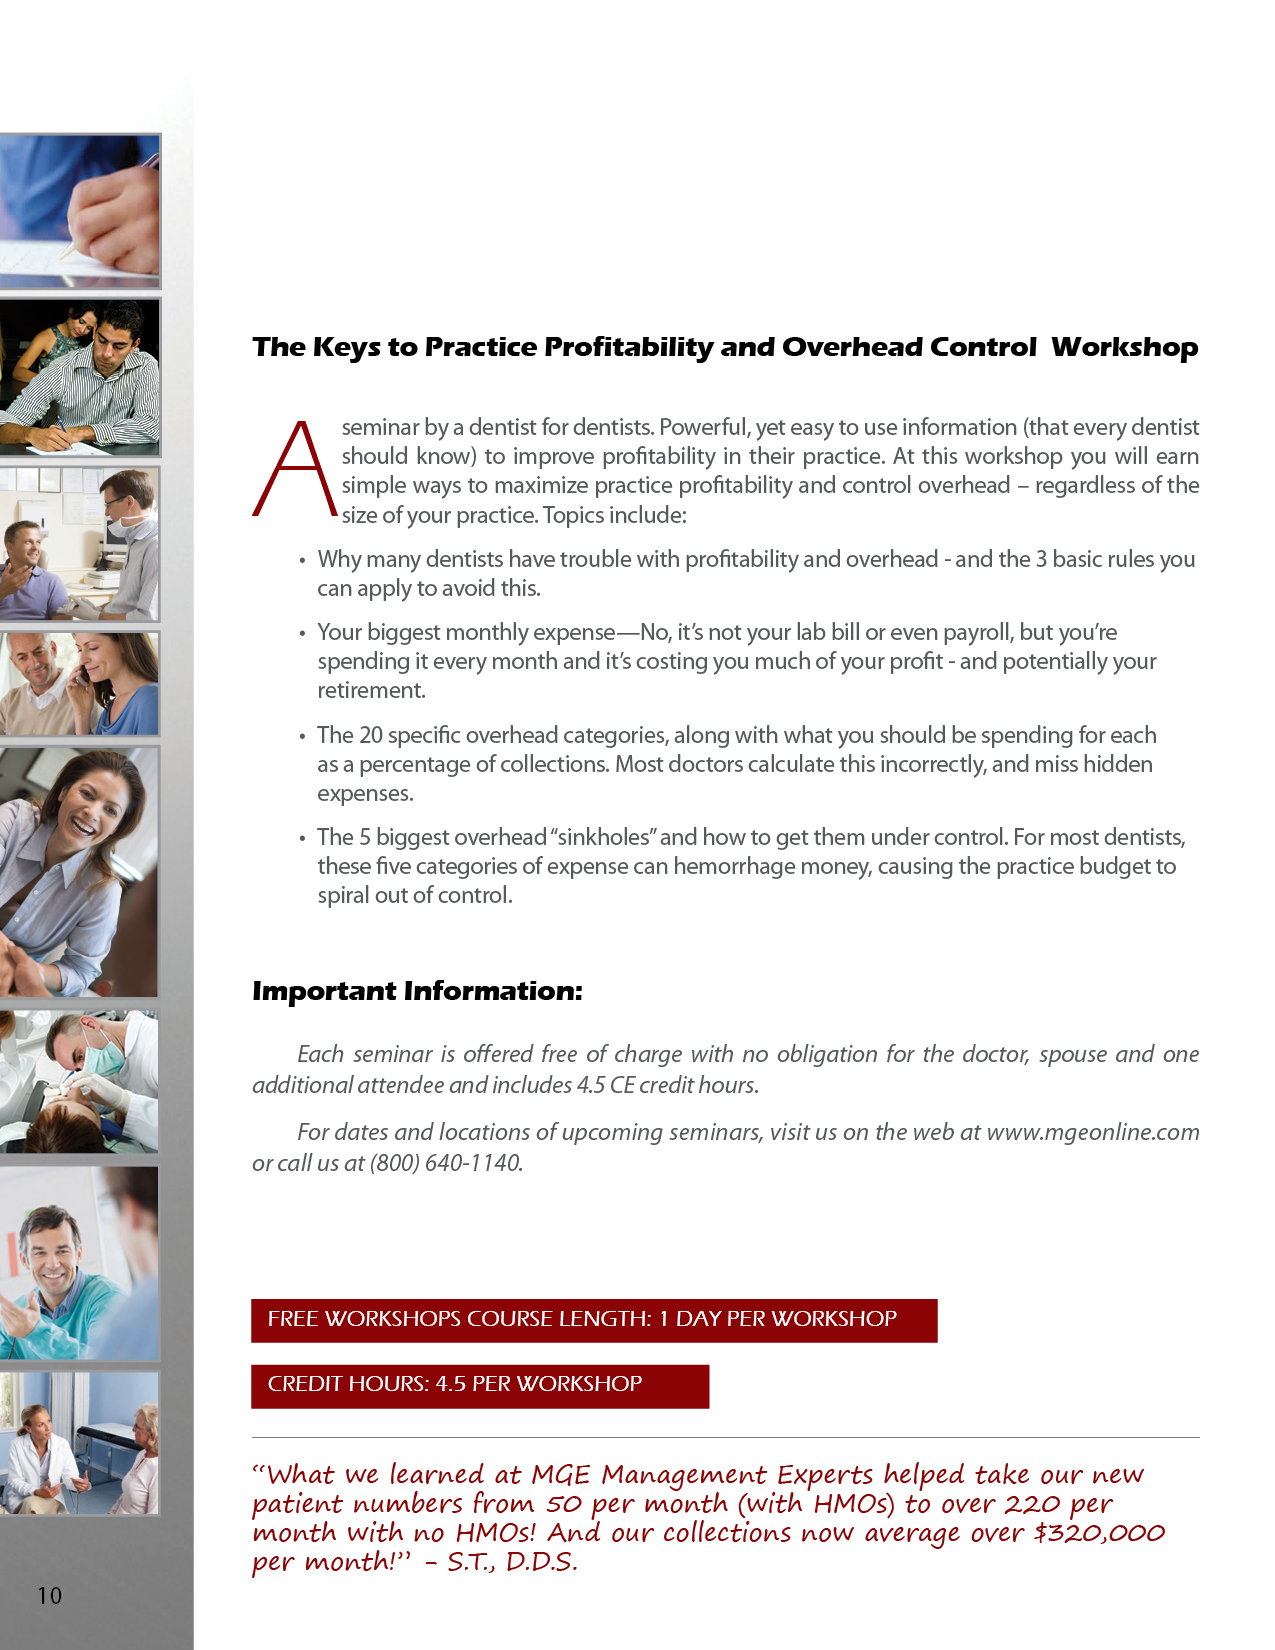 The Keys to Practice Profitability and Overhead Control Workshop
A seminar by a dentist for dentists. Powerful, yet easy to use information (that every dentist
should know) to improve profitability in their practice. At this workshop you will earn
simple ways to maximize practice profitability and control overhead – regardless of the
size of your practice. Topics include:
• Why many dentists have trouble with profitability and overhead - and the 3 basic rules you
can apply to avoid this.
• Your biggest monthly expense—No, it’s not your lab bill or even payroll, but you’re
spending it every month and it’s costing you much of your profit - and potentially your
retirement.
• The 20 specific overhead categories, along with what you should be spending for each
as a percentage of collections. Most doctors calculate this incorrectly, and miss hidden
expenses.
• The 5 biggest overhead “sinkholes” and how to get them under control. For most dentists,
these five categories of expense can hemorrhage money, causing the practice budget to
spiral out of control.
Important Information:
Each seminar is offered free of charge with no obligation for the doctor, spouse and one
additional attendee and includes 4.5 CE credit hours.
For dates and locations of upcoming seminars, visit us on the web at www.mgeonline.com
or call us at (800) 640-1140.
FREE WORKSHOPS COURSE LENGTH: 1 DAY PER WORKSHOP
CREDIT HOURS: 4.5 PER WORKSHOP
“What we learned at MGE Management Experts helped take our new
patient numbers from 50 per month (with HMOs) to over 220 per
month with no HMOs! And our collections now average over $320,000
per month!” – S.T., D.D.S.
10